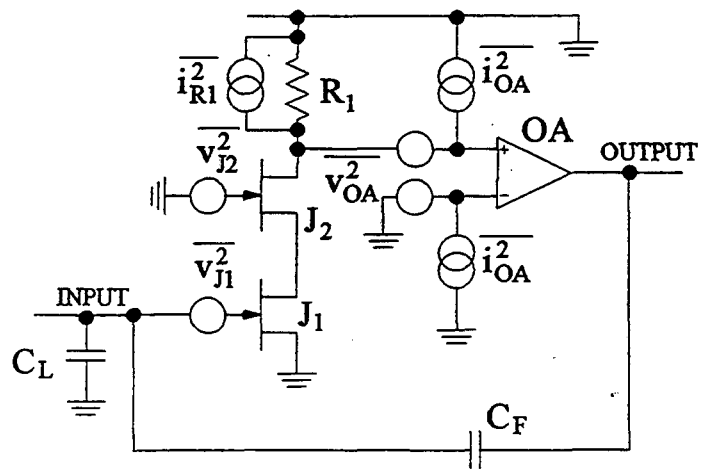 i²R1
R1
i²OA
OA
OUTPUT
v²J2
v²OA
J2
i²OA
v²J1
INPUT
J1
CL
CF
+
-